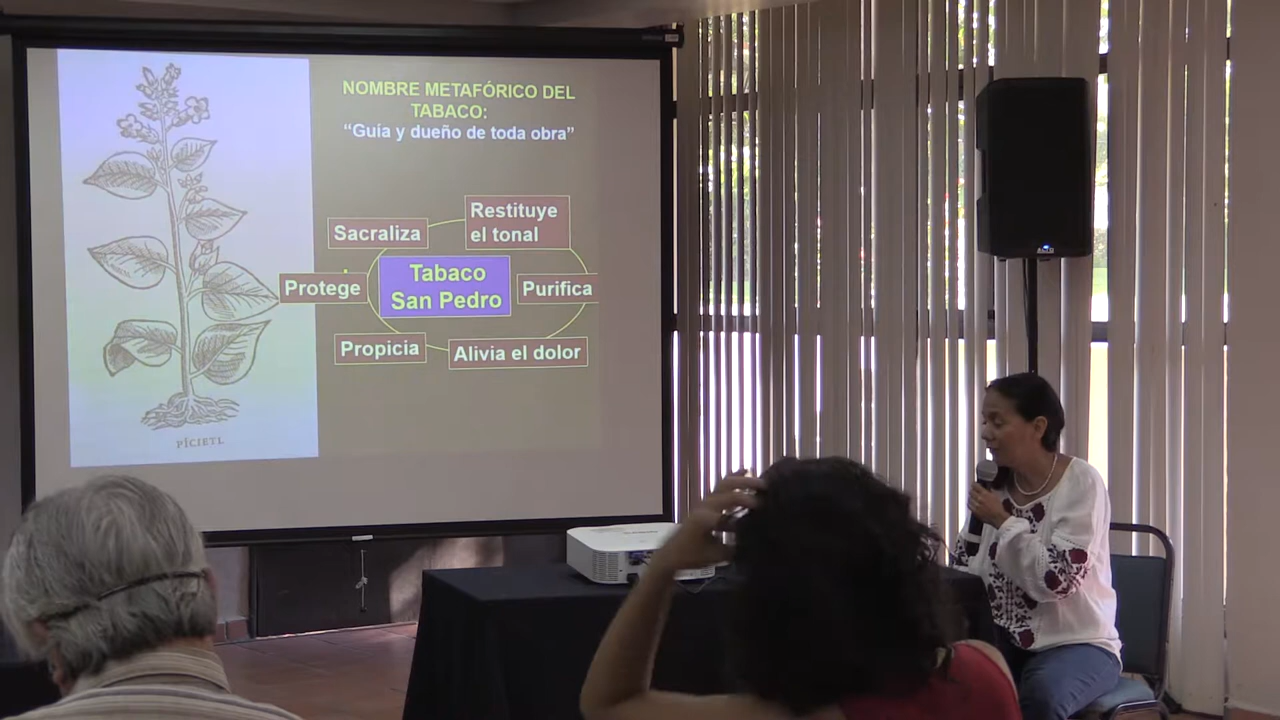 NOMBRE METAFÓRICO DEL
TABACO:
“Guía y dueño de toda obra”
Restituye
el tonal
Sacraliza
Tabaco
San Pedro
Protege
Purifica
Propicia
Alivia el dolor
PÍCIETL